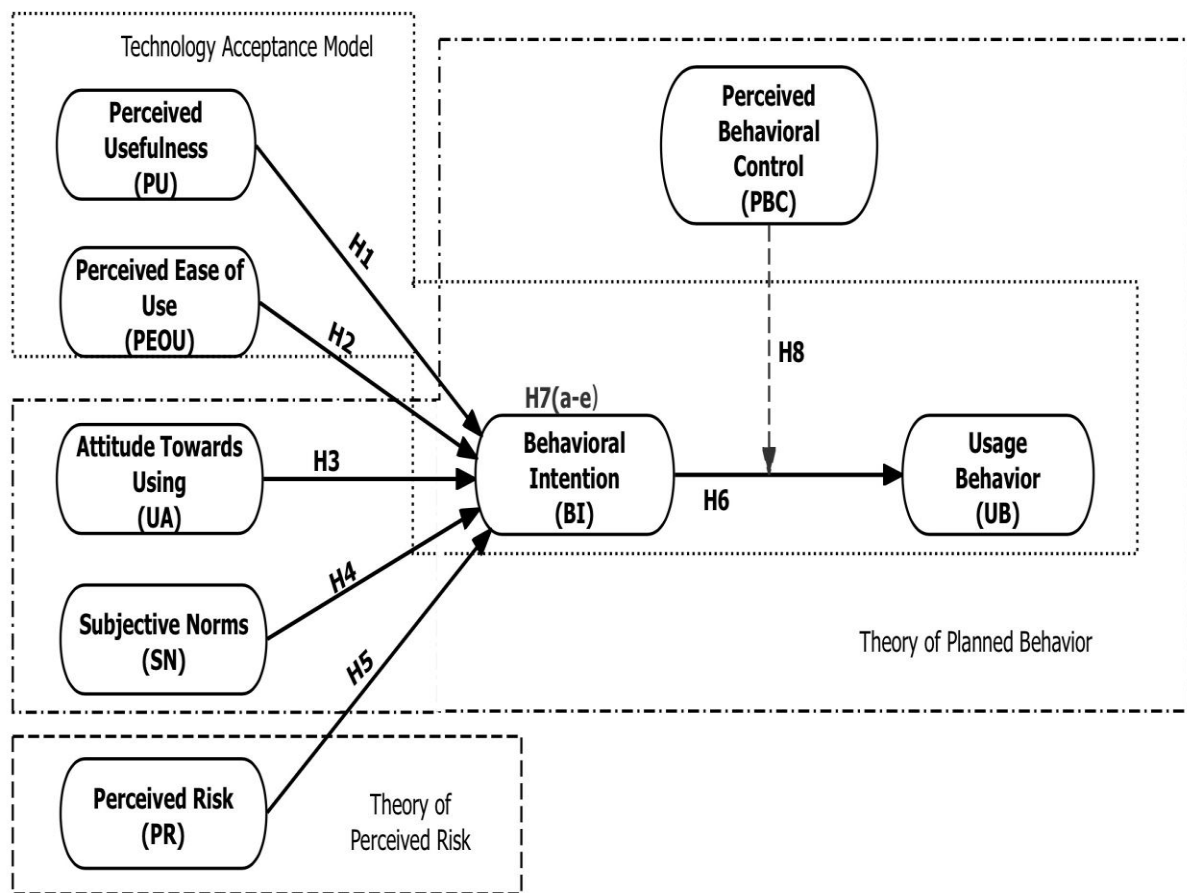 Technology Acceptance Model
Perceived
Usefulness
(PU)
Perceived
Behavioral
Control
(PBC)
H1
Perceived Ease of
Use
(PEOU)
H2
H8
H7(a-e)
Attitude Towards
Using
(UA)
H3
Behavioral
Intention
(BI)
H6
Usage
Behavior
(UB)
H4
Subjective Norms
(SN)
H5
Theory of Planned Behavior
Perceived Risk
(PR)
Theory of
Perceived Risk